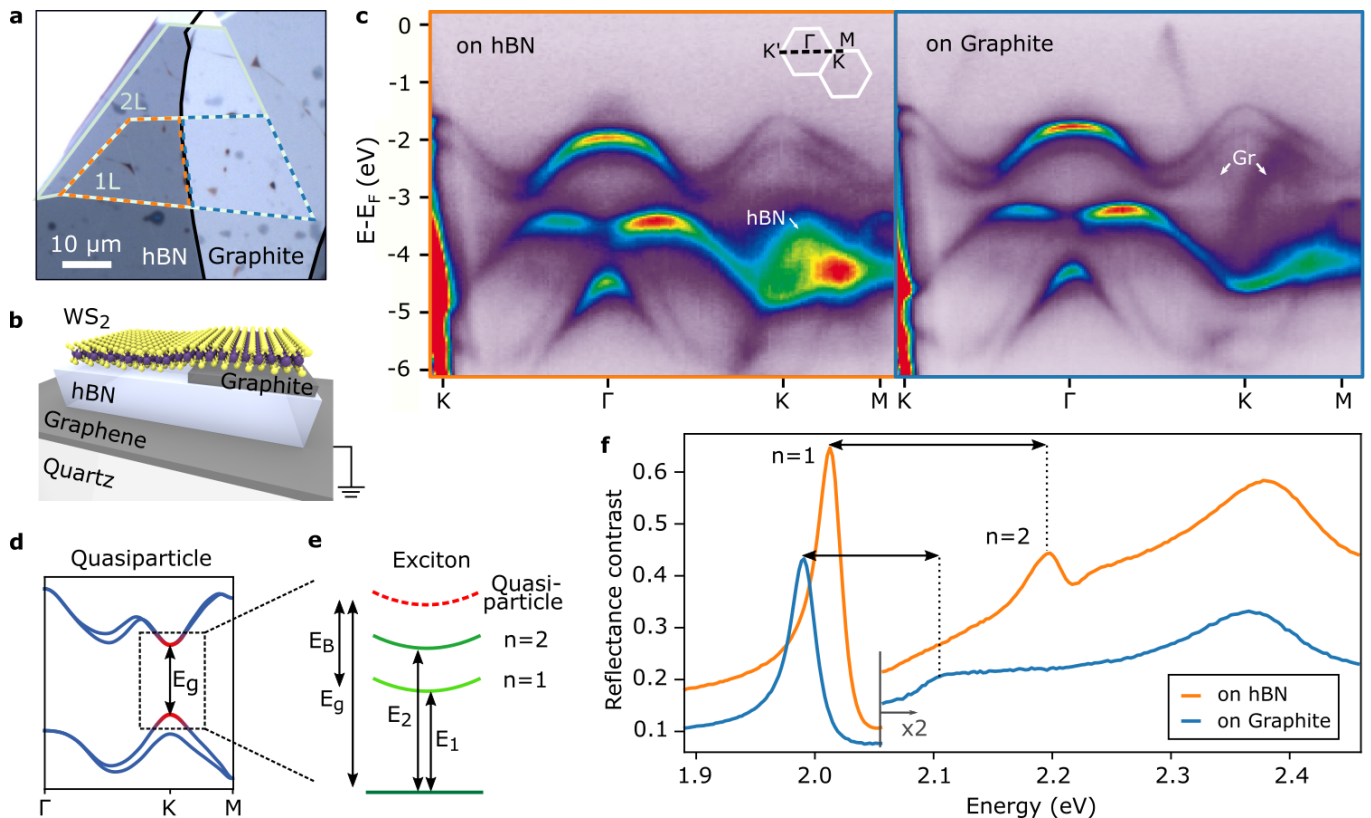 a
2L
1L
10 μm
hBN
Graphite
b
WS2
Graphite
hBN
Graphene
Quartz
c
on hBN
K'
Γ
M
K
hBN
on Graphite
Gr
E-EF (eV)
0
-1
-2
-3
-4
-5
-6
K
Γ
K
M
K
Γ
K
M
d
Quasiparticle
Eg
Γ
K
M
e
Exciton
Quasi-
particle
n=2
n=1
EB
Eg
E2
E1
f
n=1
n=2
x2
on hBN
on Graphite
Reflectance contrast
0.6
0.5
0.4
0.3
0.2
0.1
1.9
2.0
2.1
2.2
2.3
2.4
Energy (eV)